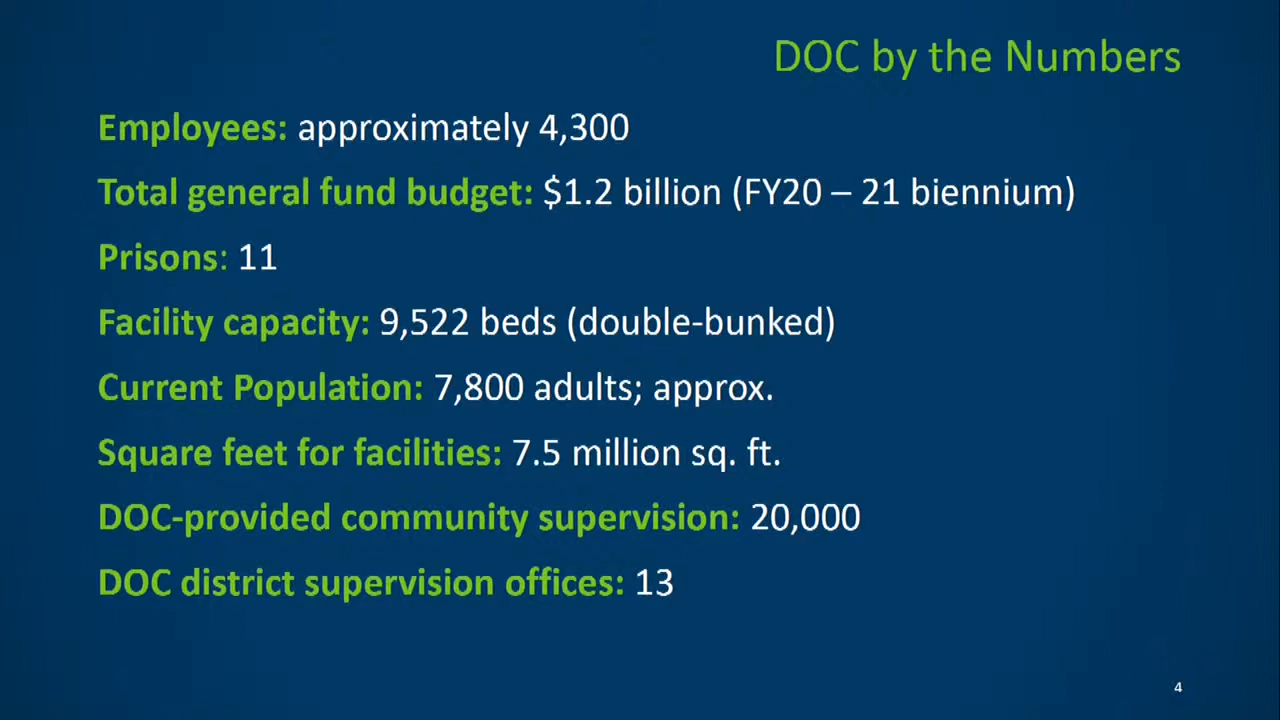 DOC by the Numbers
Employees: approximately 4,300
Total general fund budget: $1.2 billion (FY20 – 21 biennium)
Prisons: 11
Facility capacity: 9,522 beds (double-bunked)
Current Population: 7,800 adults; approx.
Square feet for facilities: 7.5 million sq. ft.
DOC-provided community supervision: 20,000
DOC district supervision offices: 13
4